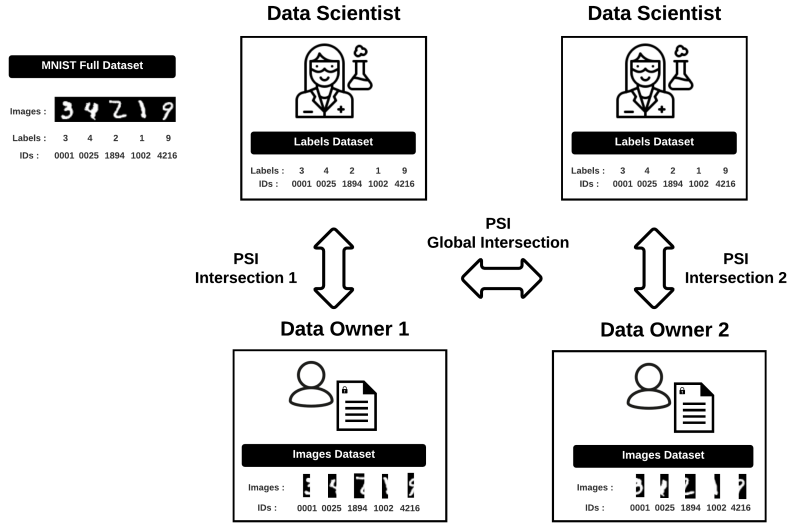 Data Scientist
Data Scientist
MNIST Full Dataset
Images :
Labels : 3 4 2 1 9
IDs : 0001 0025 1894 1002 4216
Labels Dataset
Labels : 3 4 2 1 9
IDs : 0001 0025 1894 1002 4216
Labels Dataset
Labels : 3 4 2 1 9
IDs : 0001 0025 1894 1002 4216
PSI
Intersection 1
PSI
Global Intersection
PSI
Intersection 2
Data Owner 1
Images Dataset
Images :
IDs : 0001 0025 1894 1002 4216
Data Owner 2
Images Dataset
Images :
IDs : 0001 0025 1894 1002 4216